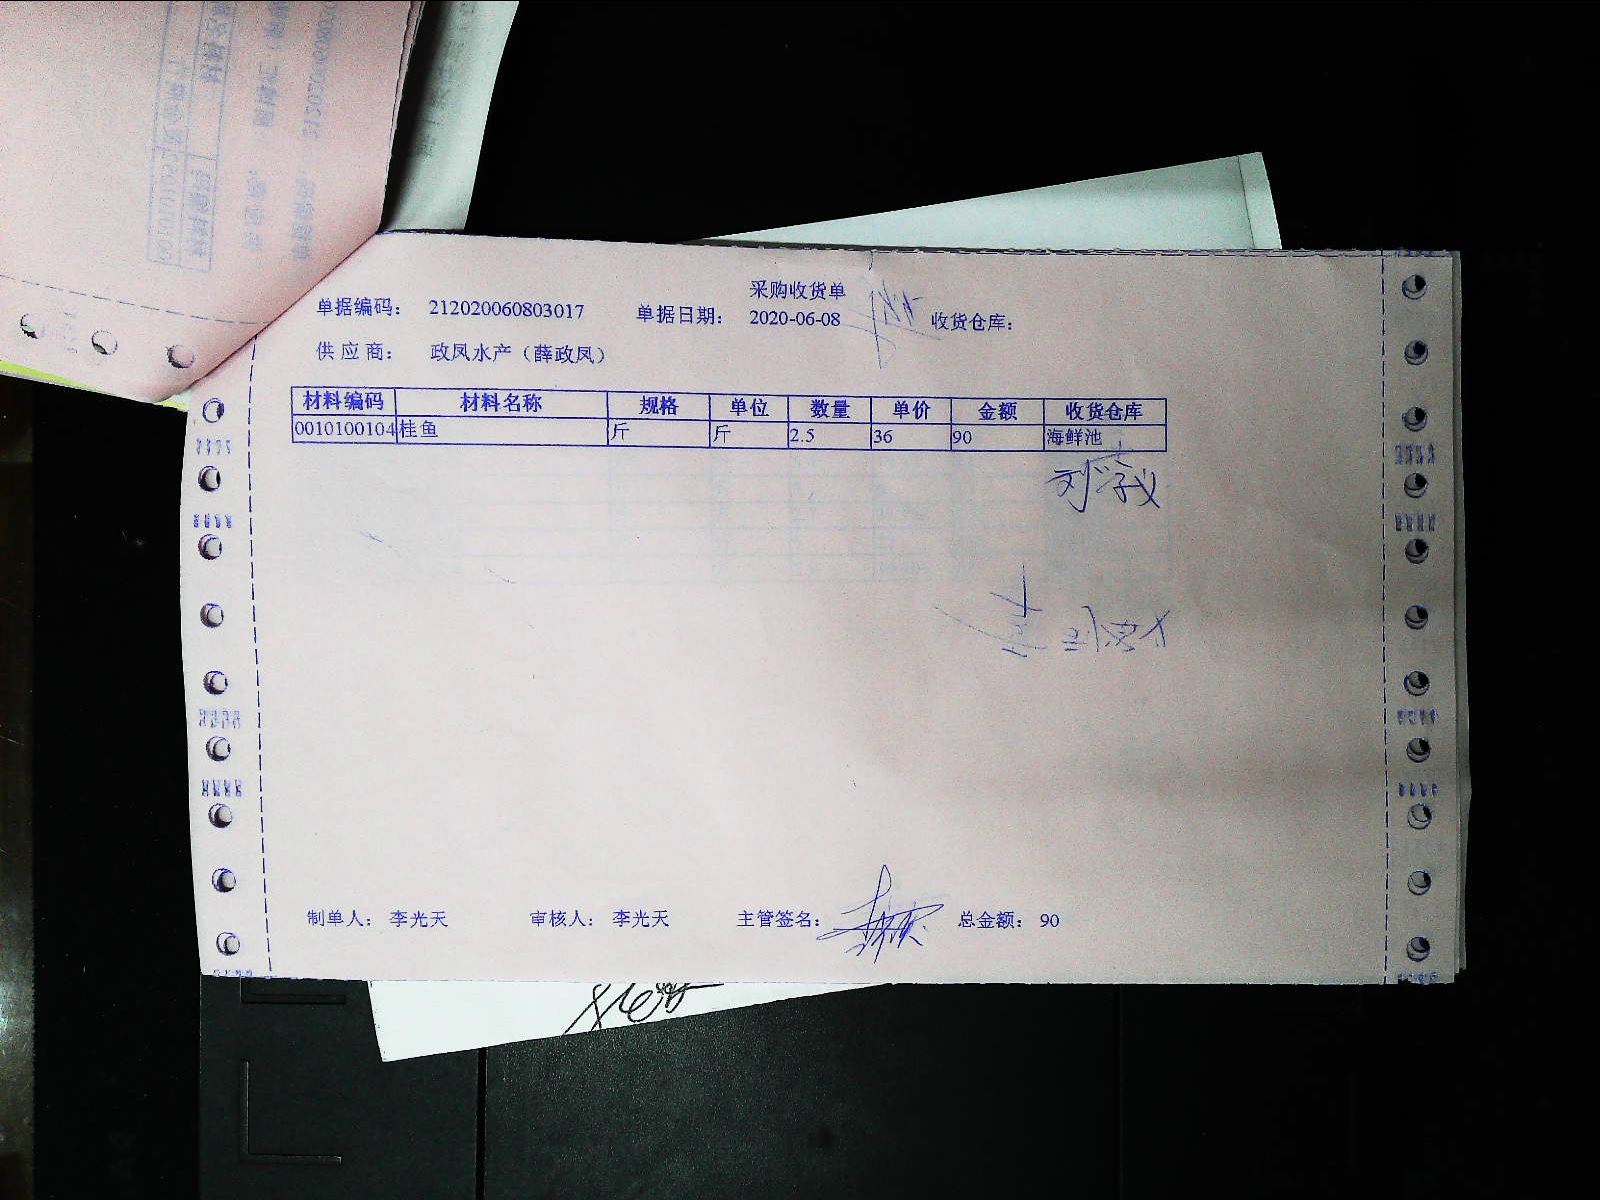 采购收货单
单据编码： 212020060803017 单据日期： 2020-06-08 收货仓库：
供应商： 政凤水产（薛政凤）
材料编码 材料名称 规格 单位 数量 单价 金额 收货仓库
0010100104 桂鱼 斤 斤 2.5 36 90 海鲜池
制单人： 李光天 审核人： 李光天 主管签名： 总金额： 90